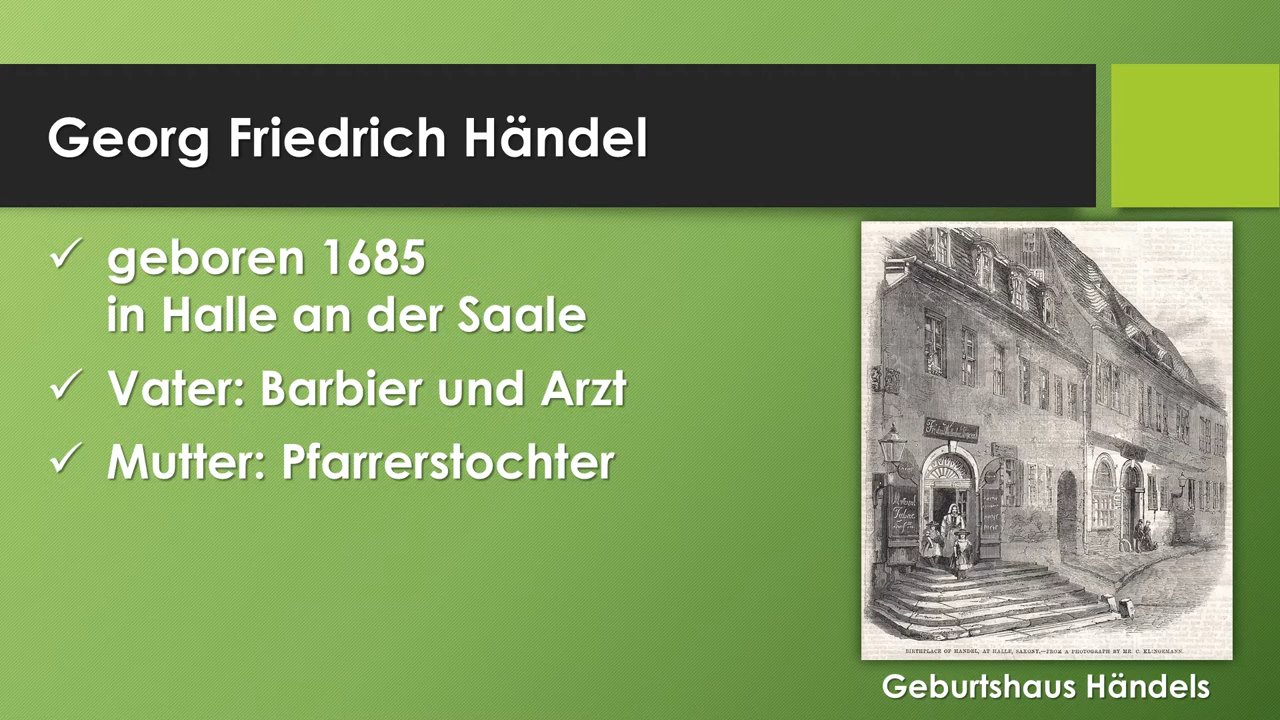 Georg Friedrich Händel
✓ geboren 1685
in Halle an der Saale
✓ Vater: Barbier und Arzt
✓ Mutter: Pfarrerstochter
BIRTHPLACE OF HANDEL, AT HALLE, SAXONY.—FROM A PHOTOGRAPH BY MR. C. KLINGEMANN.
Geburtshaus Händels